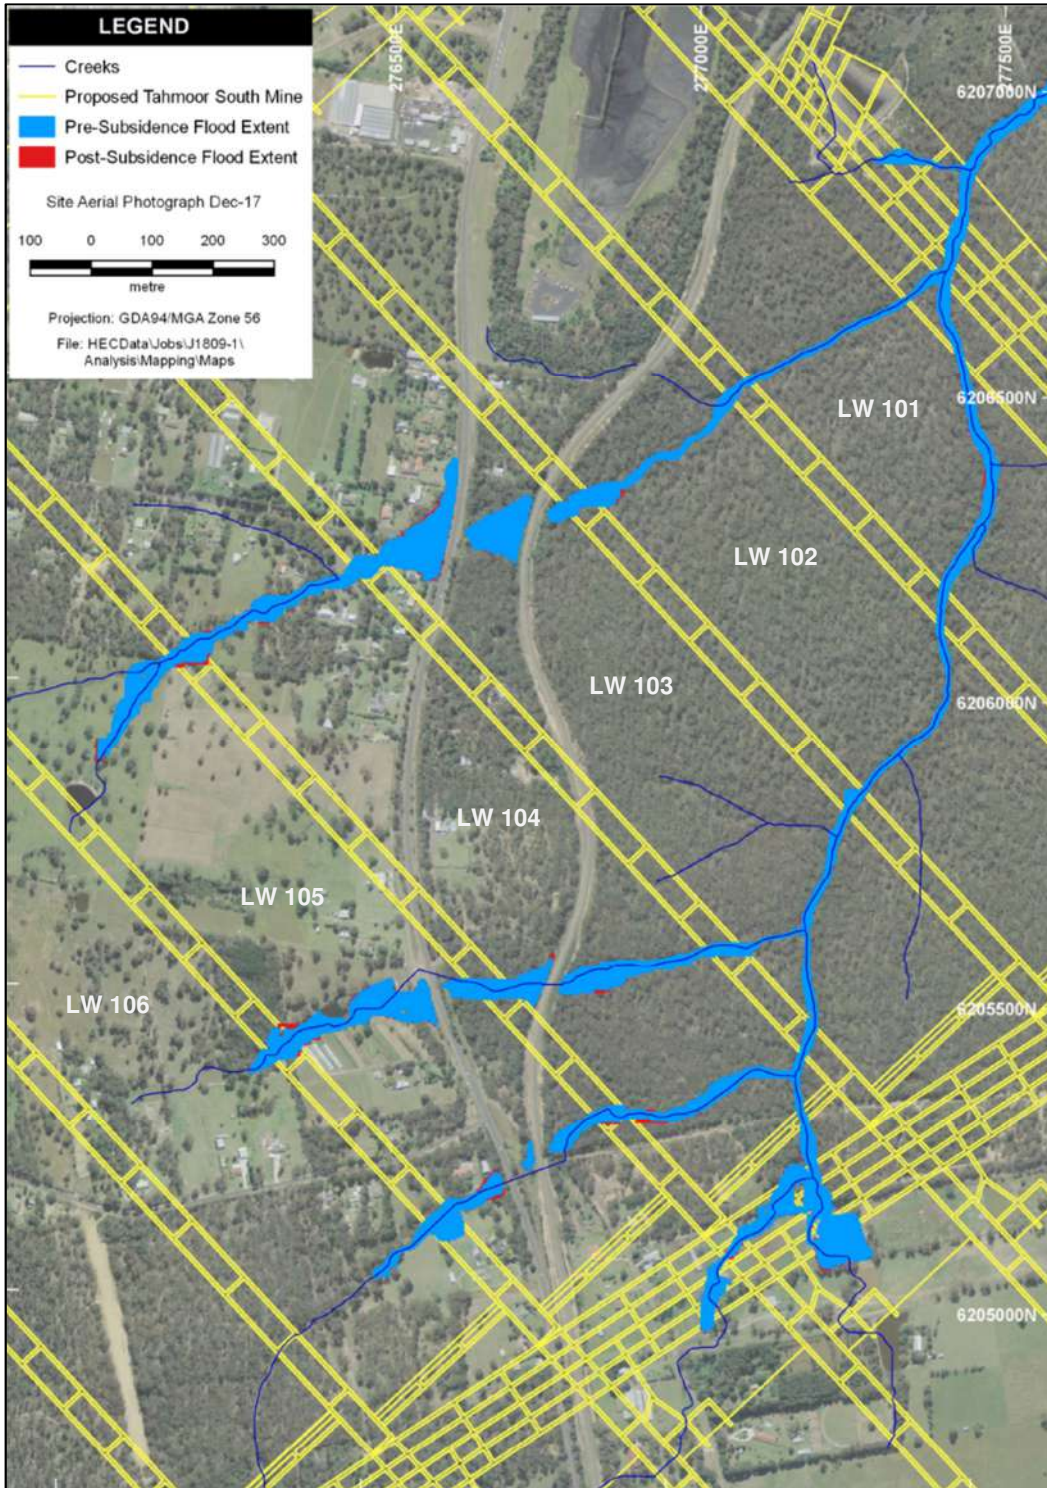 LEGEND
Creeks
Proposed Tahmoor South Mine
Pre-Subsidence Flood Extent
Post-Subsidence Flood Extent
Site Aerial Photograph Dec-17
100 0 100 200 300
metre
Projection: GDA94/MGA Zone 56
File: HECData\Jobs\J1809-1\
Analysis\Mapping\Maps
276500E
277000E
277500E
6207000N
6206500N
LW 101
LW 102
LW 103
6206000N
LW 104
LW 105
LW 106
6205500N
6205000N